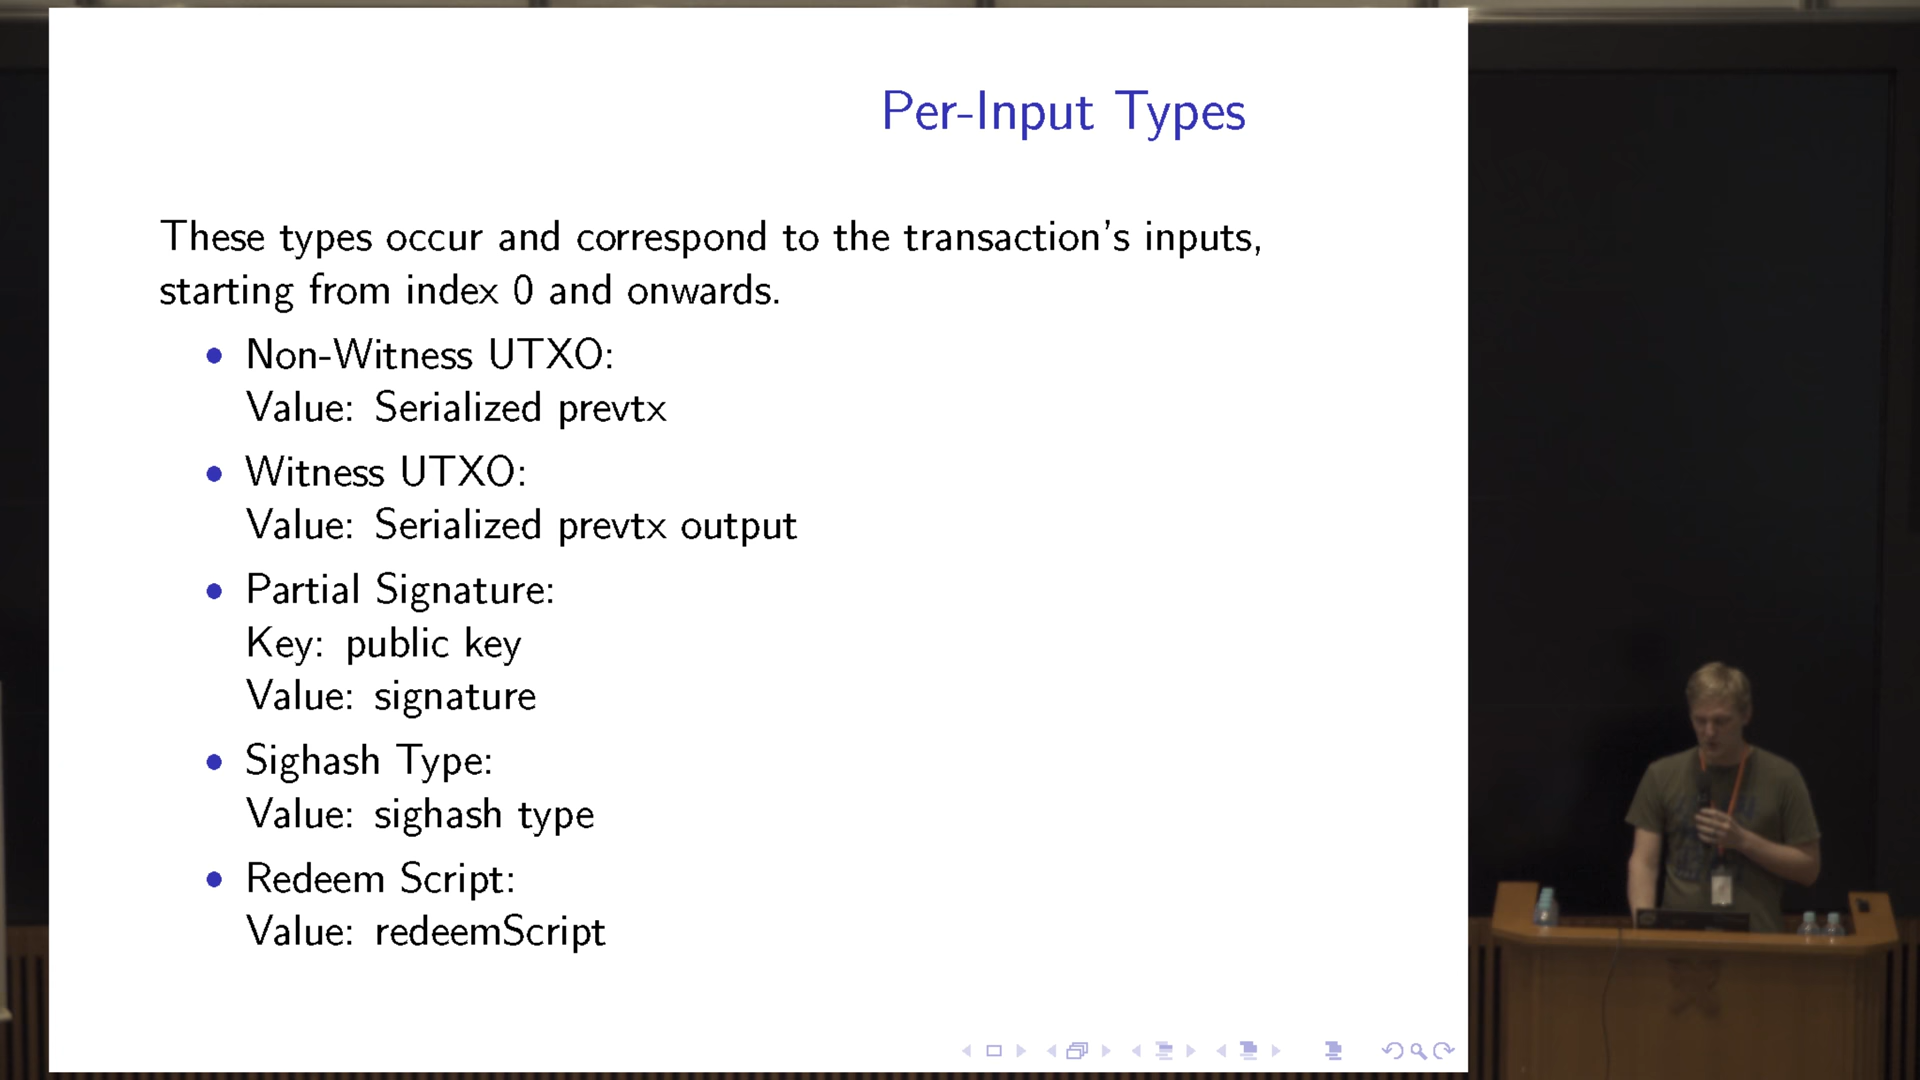 Per-Input Types
These types occur and correspond to the transaction's inputs,
starting from index 0 and onwards.
• Non-Witness UTXO:
Value: Serialized prevtx
• Witness UTXO:
Value: Serialized prevtx output
• Partial Signature:
Key: public key
Value: signature
• Sighash Type:
Value: sighash type
• Redeem Script:
Value: redeemScript